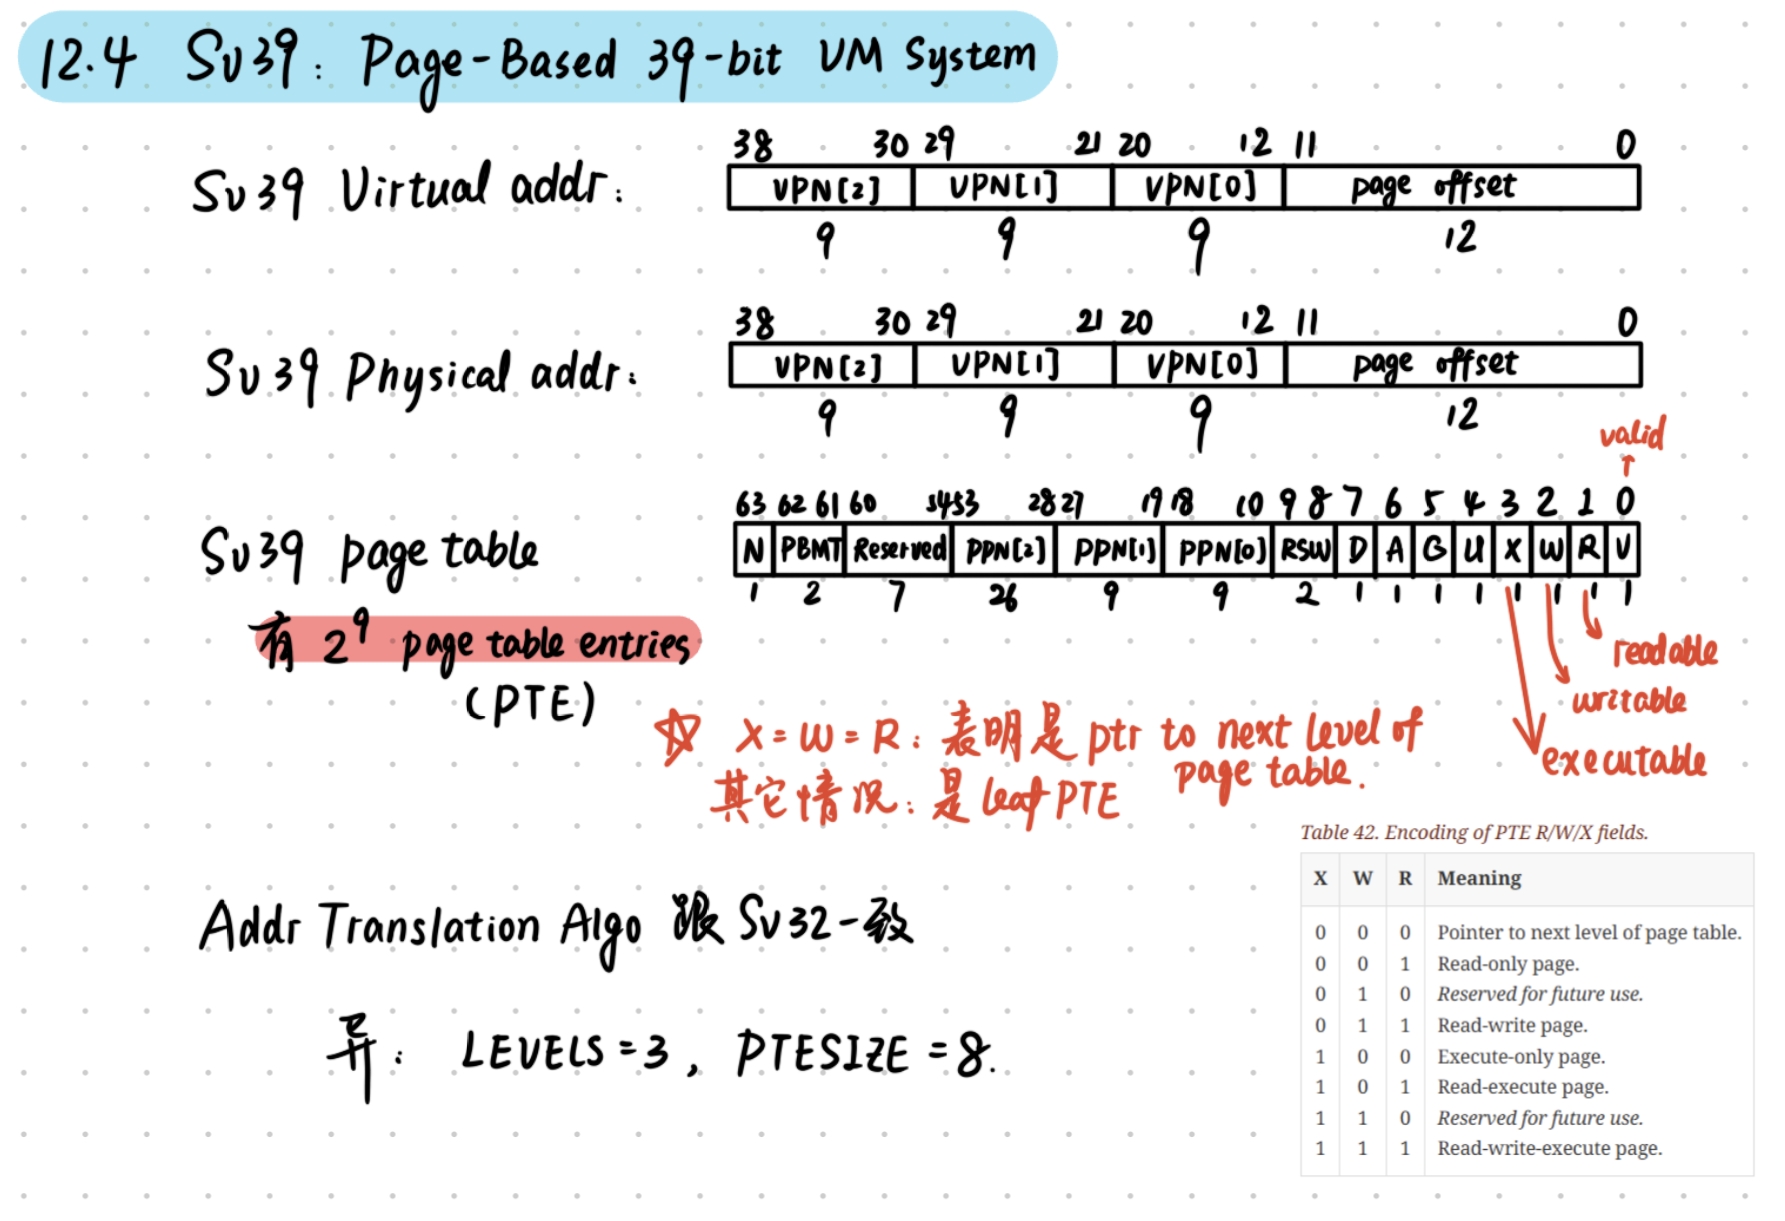 12.4 Sv39: Page-Based 39-bit VM System
Sv39 Virtual addr:
38 30 29 21 20 12 11 0
VPN[2] VPN[1] VPN[0] page offset
9 9 9 12
Sv39 Physical addr:
38 30 29 21 20 12 11 0
VPN[2] VPN[1] VPN[0] page offset
9 9 9 12
valid
Sv39 page table
63 62 61 60 54 53 28 27 19 18 10 9 8 7 6 5 4 3 2 1 0
N PBMT Reserved PPN[2] PPN[1] PPN[0] RSW D A G U X W R V
1 2 7 26 9 9 2 1 1 1 1 1 1 1 1
有 2⁹ page table entries
(PTE)
readable
writable
executable
☆ X=W=R: 表明是 ptr to next level of
page table.
其它情况: 是 leaf PTE
Table 42. Encoding of PTE R/W/X fields.
X W R Meaning
0 0 0 Pointer to next level of page table.
0 0 1 Read-only page.
0 1 0 Reserved for future use.
0 1 1 Read-write page.
1 0 0 Execute-only page.
1 0 1 Read-execute page.
1 1 0 Reserved for future use.
1 1 1 Read-write-execute page.
Addr Translation Algo 跟 Sv32一致
异: LEVELS=3, PTESIZE=8.